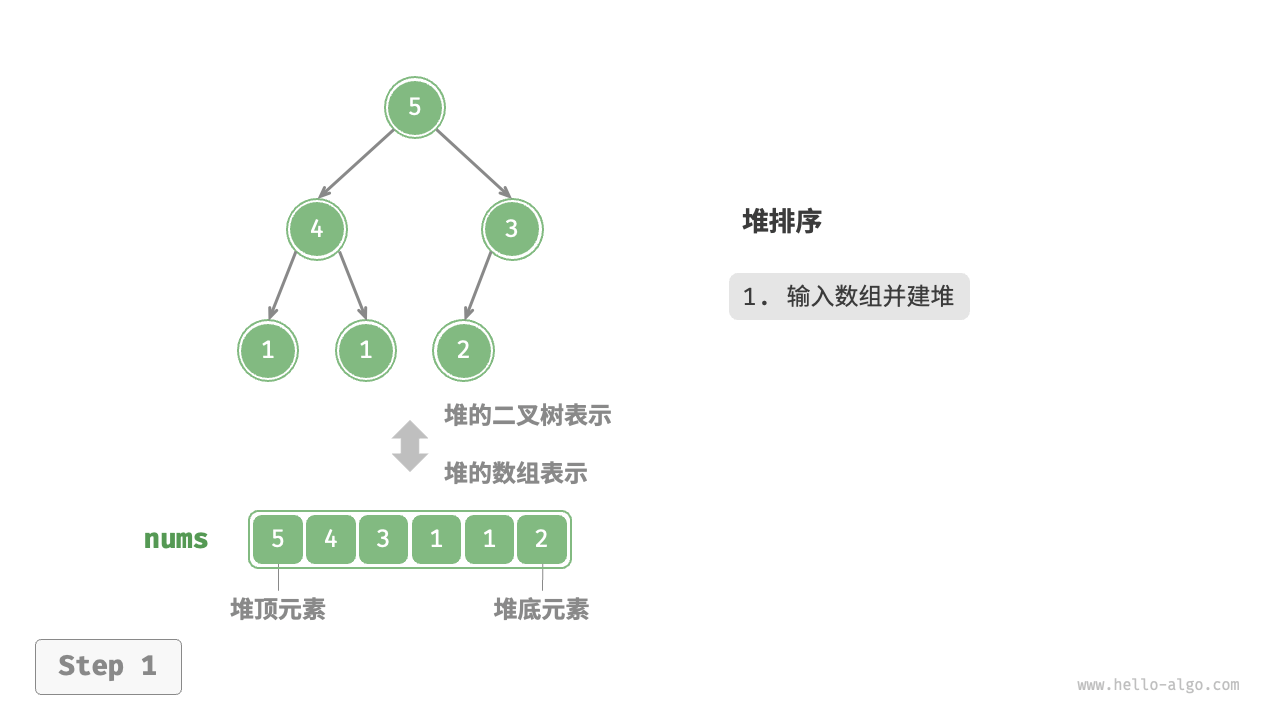 5
4 3
1 1 2
堆排序
1. 输入数组并建堆
堆的二叉树表示
堆的数组表示
nums 5 4 3 1 1 2
堆顶元素 堆底元素
Step 1
www.hello-algo.com